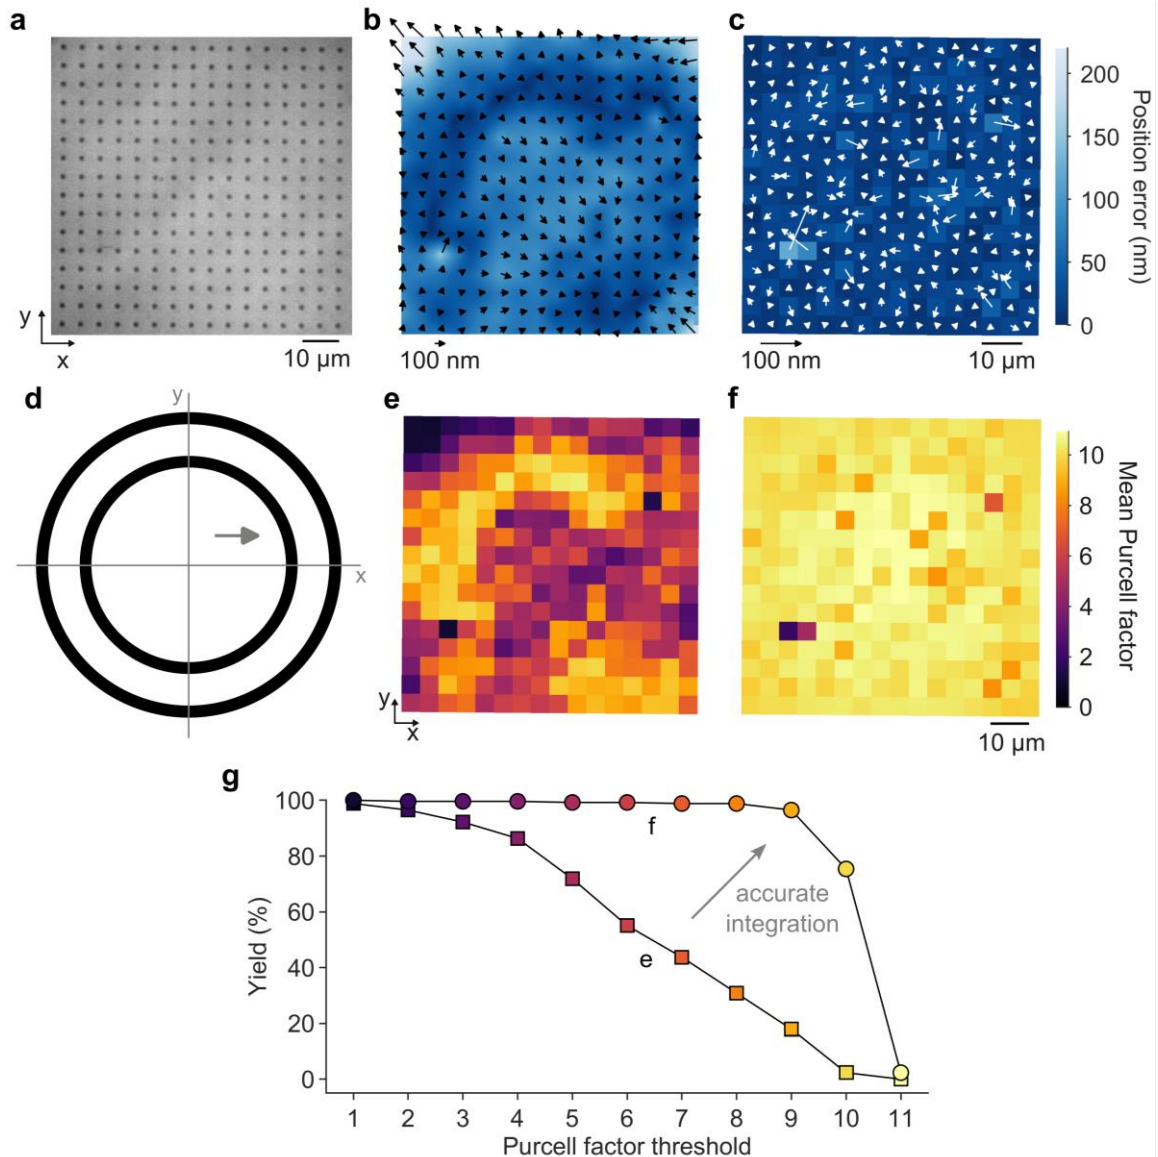 a
b
c
y
x
10 μm
100 nm
100 nm
10 μm
200
150
100
50
0
Position error (nm)
d
y
x
e
y
x
f
10 μm
10
8
6
4
2
0
Mean Purcell factor
g
100
80
60
40
20
0
Yield (%)
f
accurate
integration
e
1 2 3 4 5 6 7 8 9 10 11
Purcell factor threshold